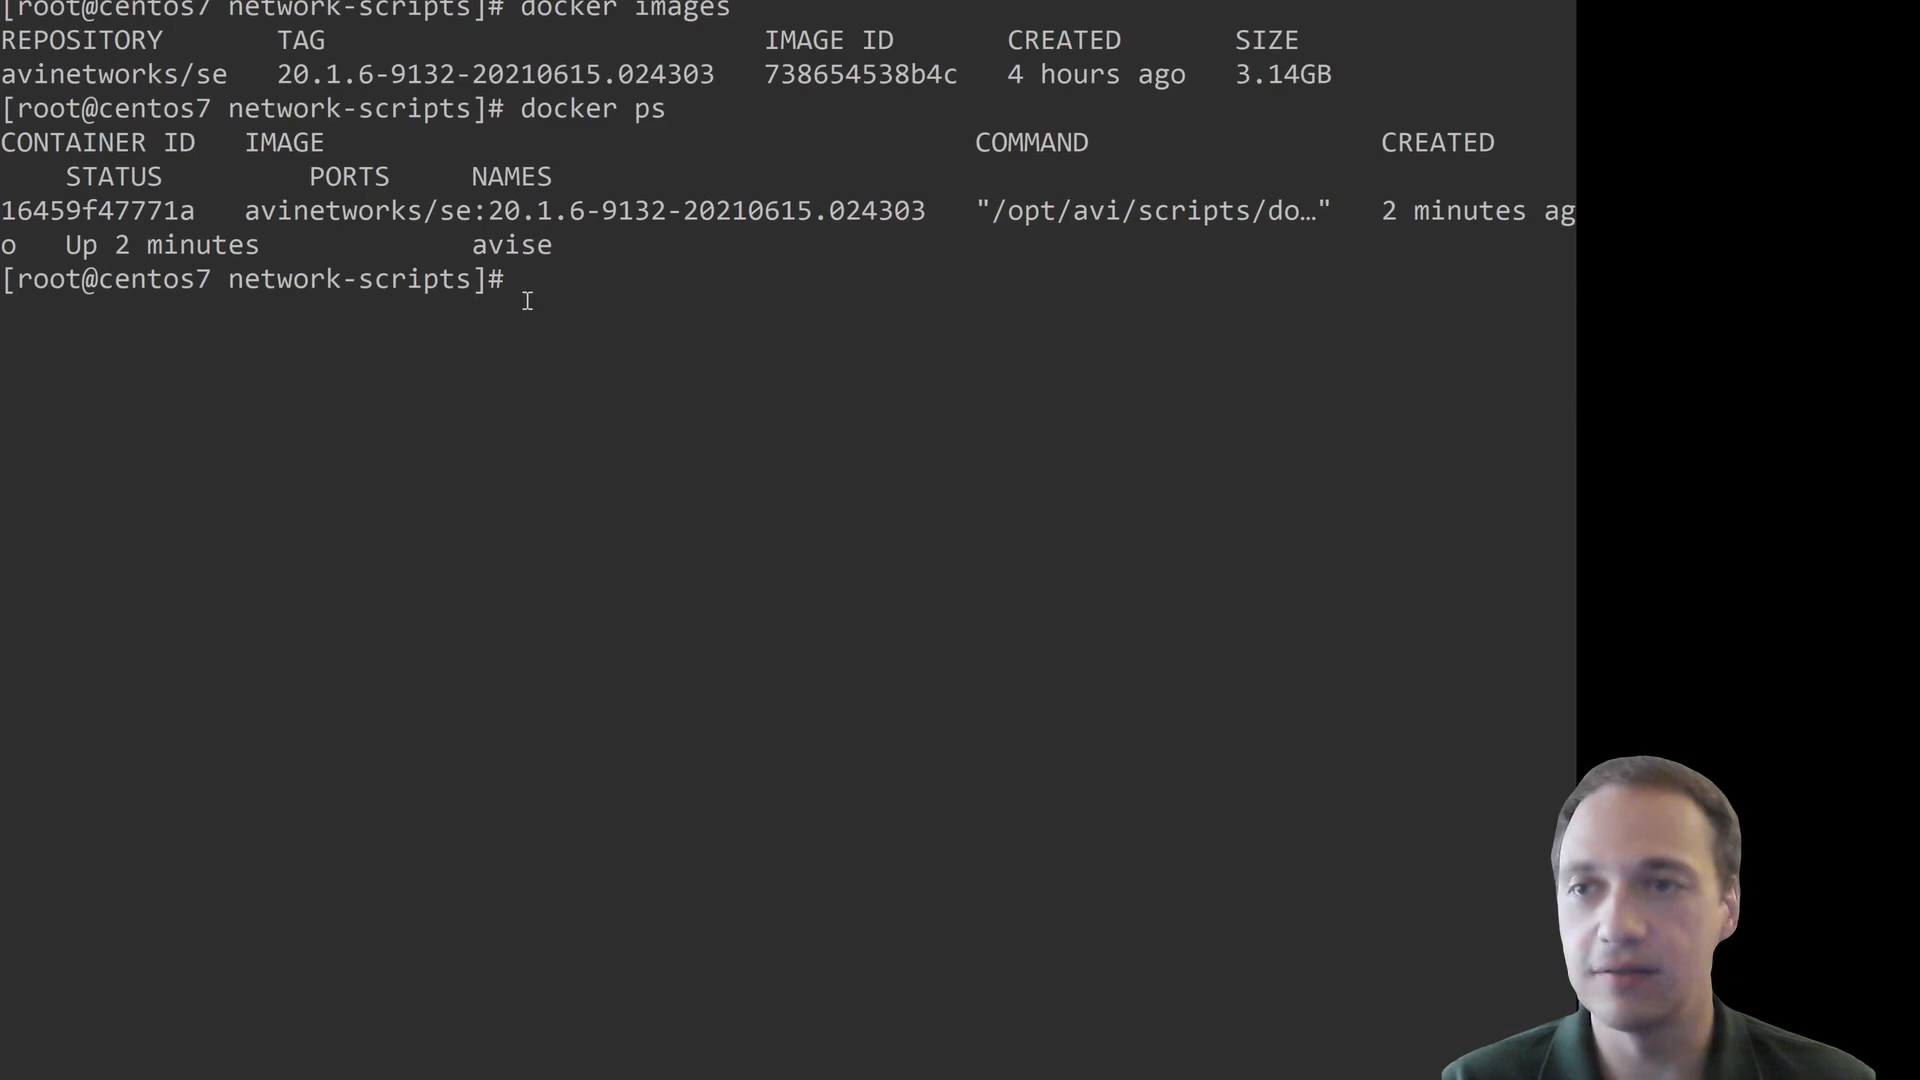 [root@centos7 network-scripts]# docker images
REPOSITORY TAG IMAGE ID CREATED SIZE
avinetworks/se 20.1.6-9132-20210615.024303 738654538b4c 4 hours ago 3.14GB
[root@centos7 network-scripts]# docker ps
CONTAINER ID IMAGE COMMAND CREATED
STATUS PORTS NAMES
16459f47771a avinetworks/se:20.1.6-9132-20210615.024303 "/opt/avi/scripts/do…" 2 minutes ag
o Up 2 minutes avise
[root@centos7 network-scripts]#